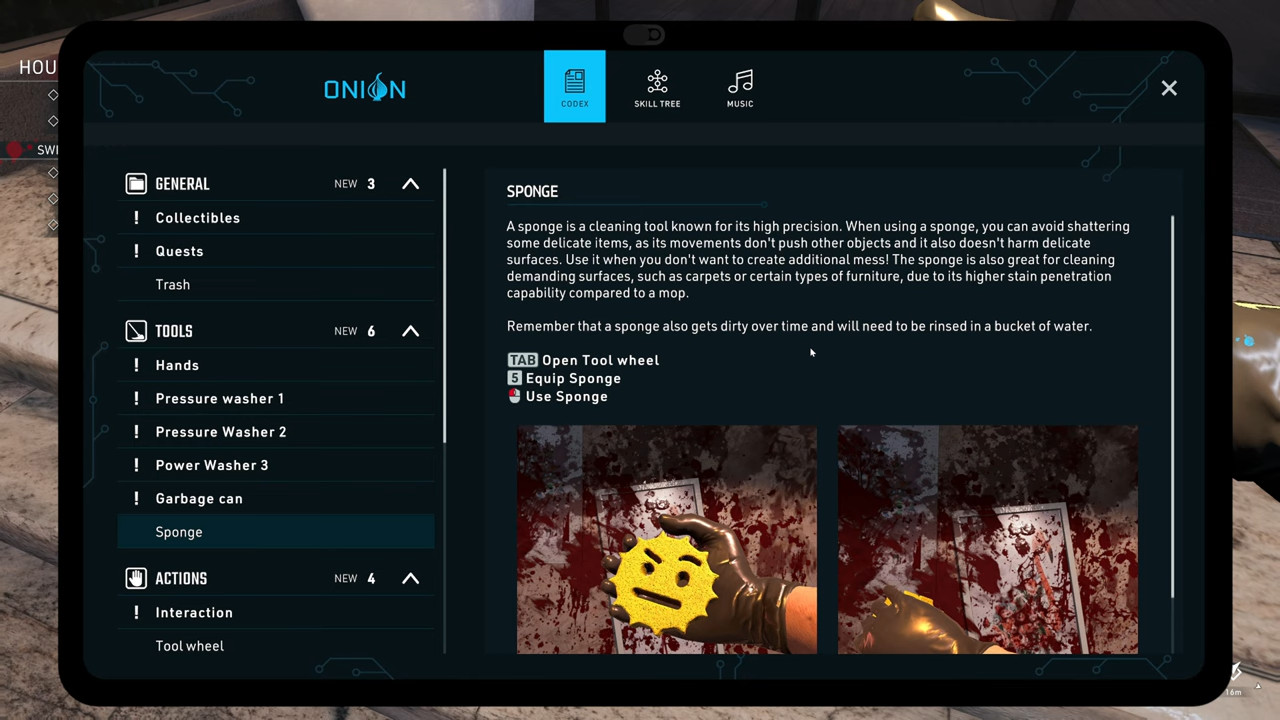 HOU
SWI
ONION
CODEX
SKILL TREE
MUSIC
GENERAL NEW 3
! Collectibles
! Quests
Trash
TOOLS NEW 6
! Hands
! Pressure washer 1
! Pressure Washer 2
! Power Washer 3
! Garbage can
Sponge
ACTIONS NEW 4
! Interaction
Tool wheel
SPONGE
A sponge is a cleaning tool known for its high precision. When using a sponge, you can avoid shattering
some delicate items, as its movements don't push other objects and it also doesn't harm delicate
surfaces. Use it when you don't want to create additional mess! The sponge is also great for cleaning
demanding surfaces, such as carpets or certain types of furniture, due to its higher stain penetration
capability compared to a mop.
Remember that a sponge also gets dirty over time and will need to be rinsed in a bucket of water.
TAB Open Tool wheel
5 Equip Sponge
Use Sponge
16m